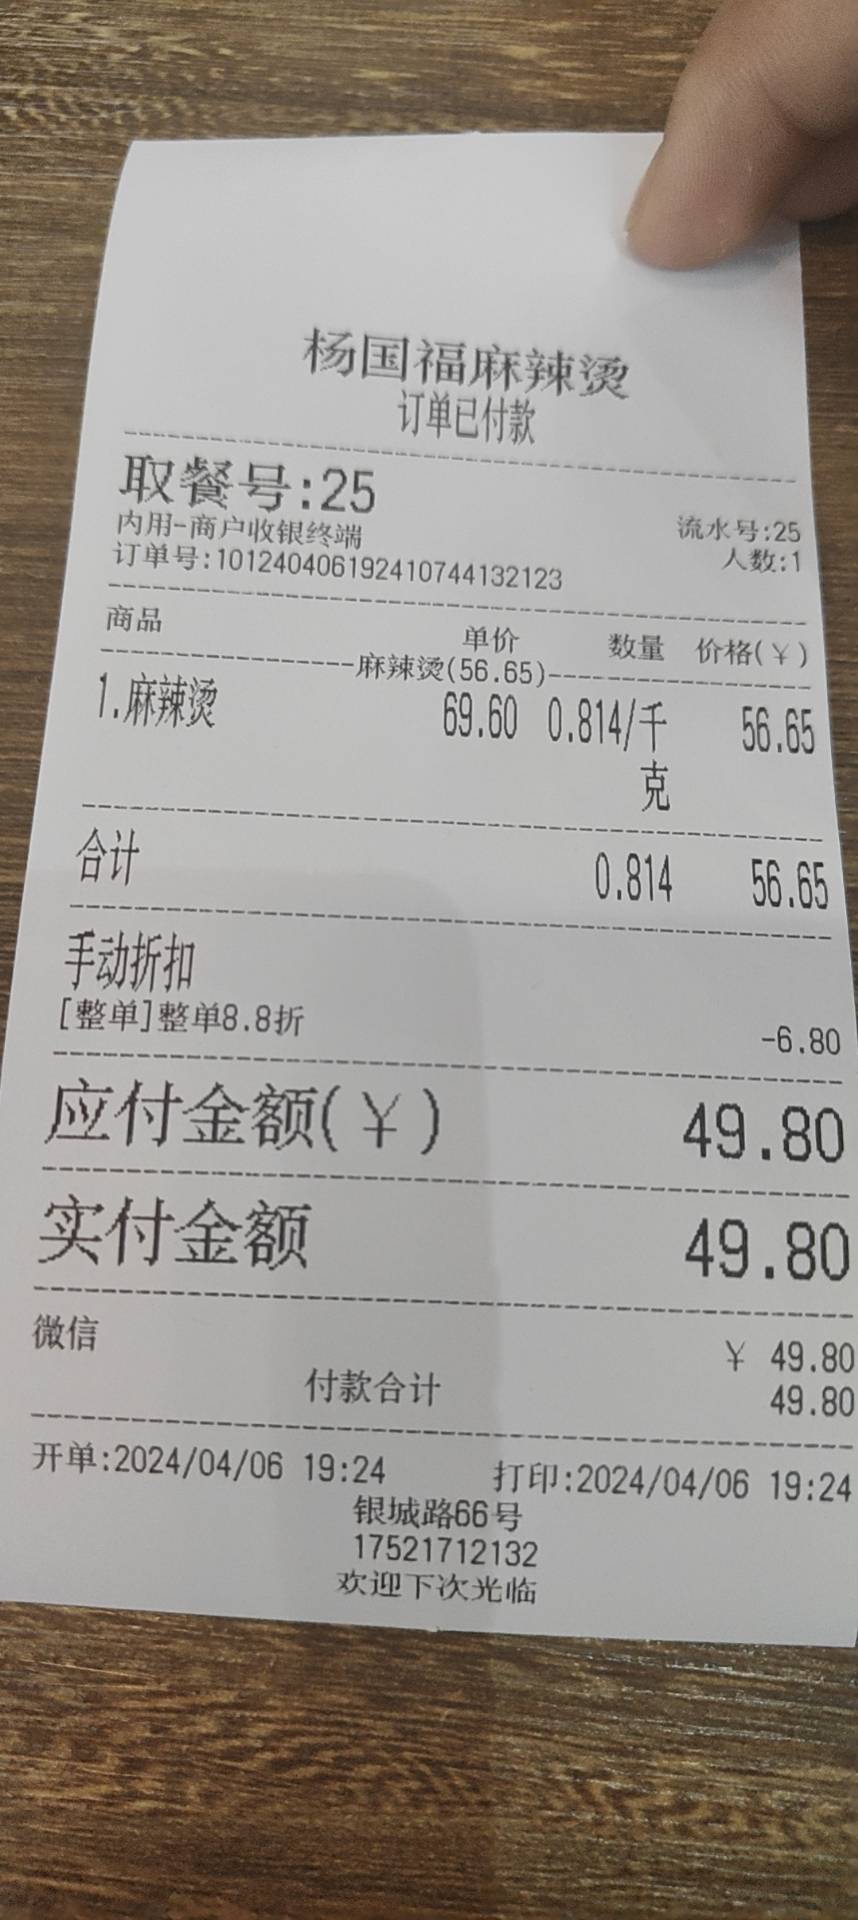 杨国福麻辣烫
订单已付款
取餐号:25
内用-商户收银终端 流水号:25
订单号:101240406192410744132123 人数:1
商品 单价 数量 价格(¥)
---麻辣烫(56.65)---
1.麻辣烫 69.60 0.814/千 56.65
克
合计 0.814 56.65
手动折扣
[整单]整单8.8折 -6.80
应付金额(¥) 49.80
实付金额 49.80
微信 ¥ 49.80
付款合计 49.80
开单:2024/04/06 19:24 打印:2024/04/06 19:24
银城路66号
17521712132
欢迎下次光临